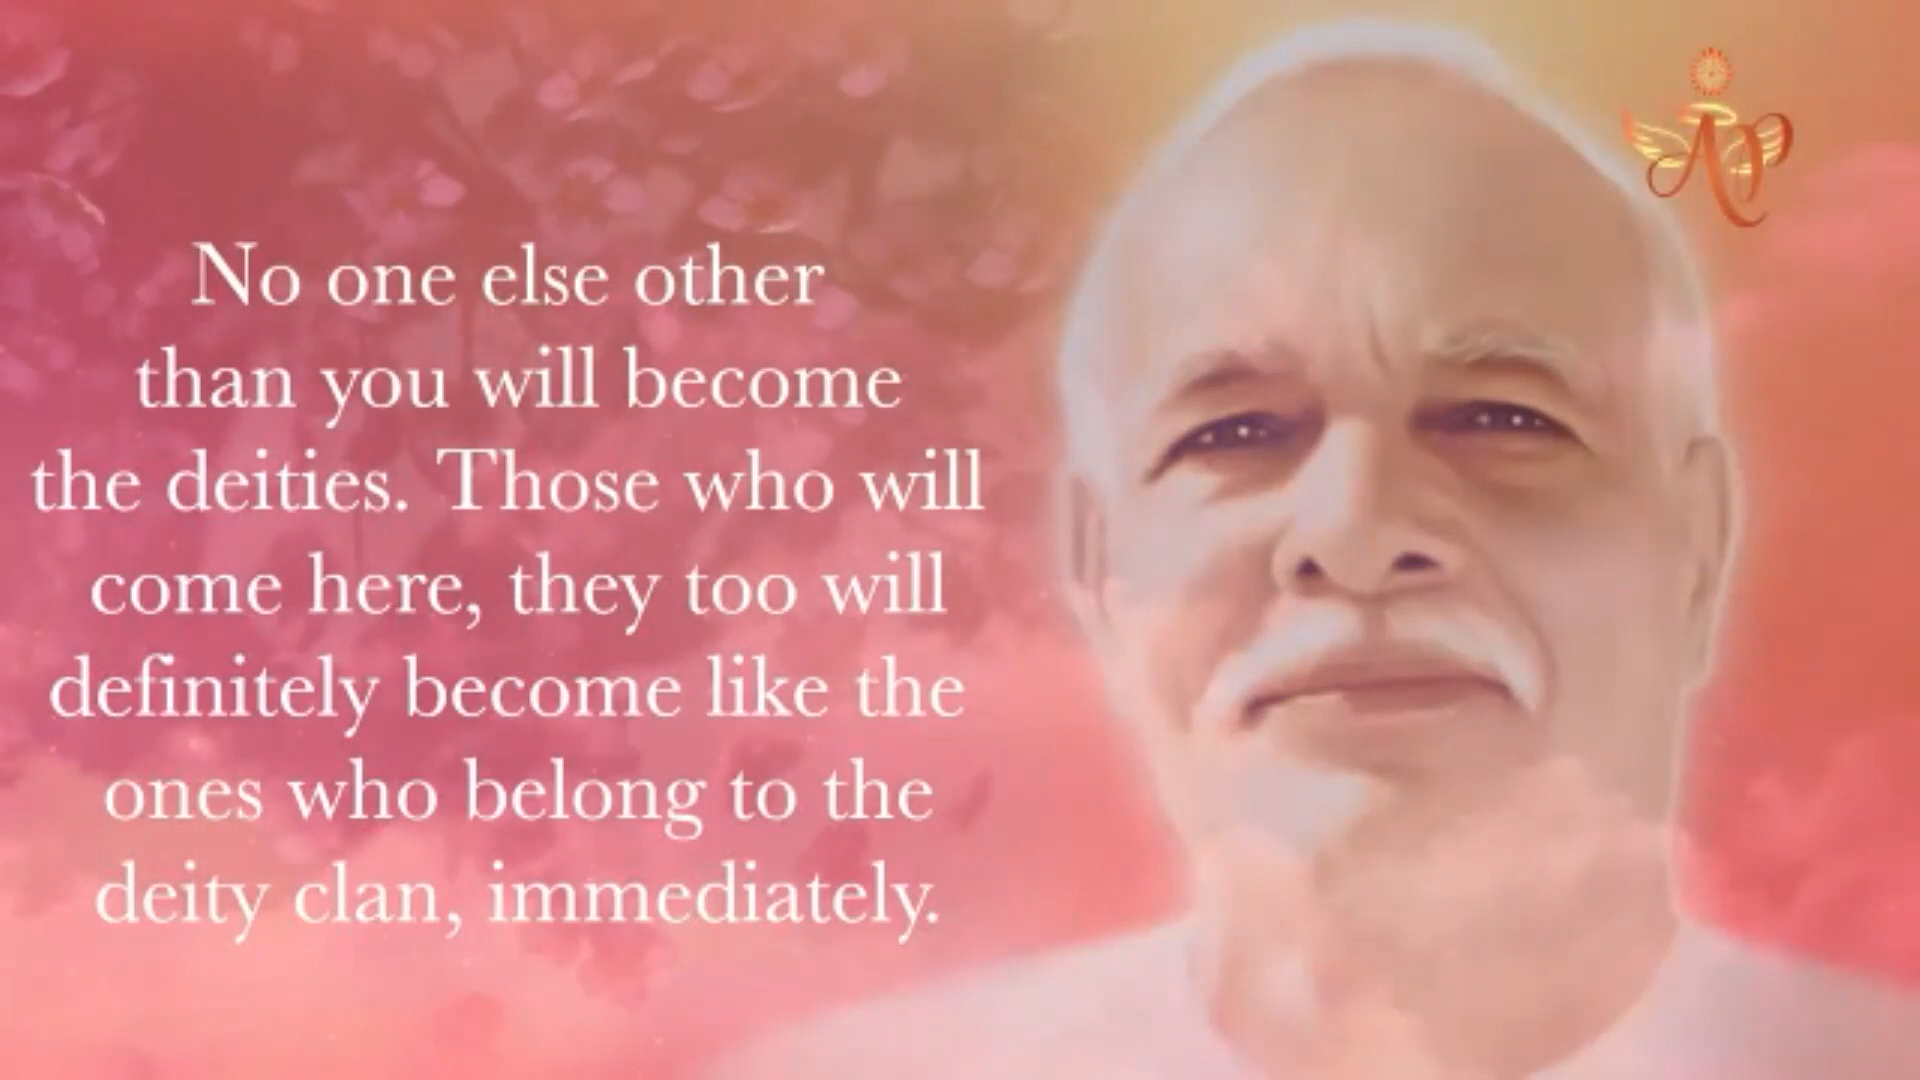 AP
No one else other
than you will become
the deities. Those who will
come here, they too will
definitely become like the
ones who belong to the
deity clan, immediately.